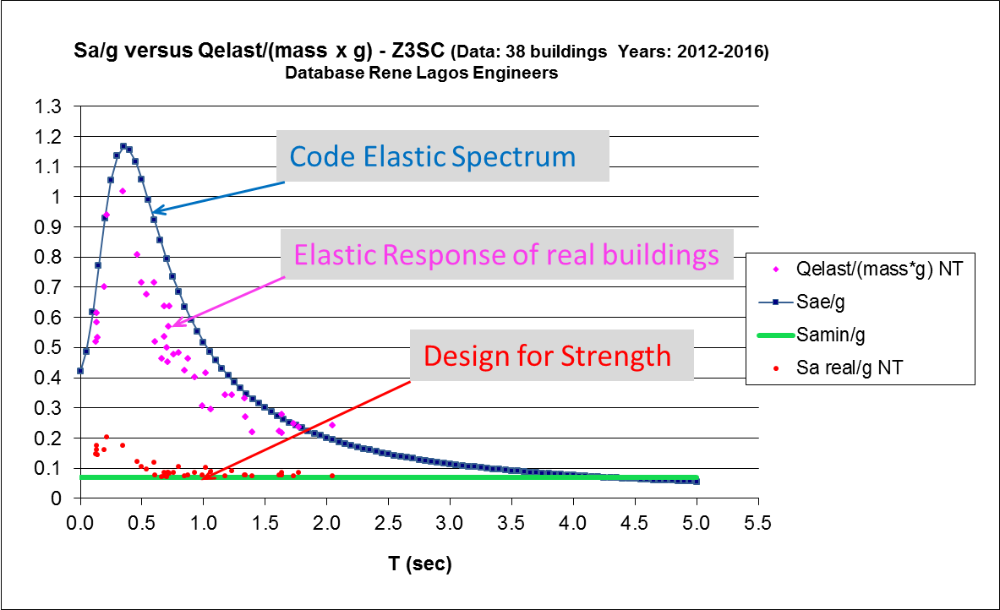 Sa/g versus Qelast/(mass x g) - Z3SC (Data: 38 buildings Years: 2012-2016)
Database Rene Lagos Engineers
1.3
1.2
1.1
1
0.9
0.8
0.7
0.6
0.5
0.4
0.3
0.2
0.1
0
Code Elastic Spectrum
Elastic Response of real buildings
Design for Strength
Qelast/(mass*g) NT
Sae/g
Samin/g
Sa real/g NT
0.0 0.5 1.0 1.5 2.0 2.5 3.0 3.5 4.0 4.5 5.0 5.5
T (sec)